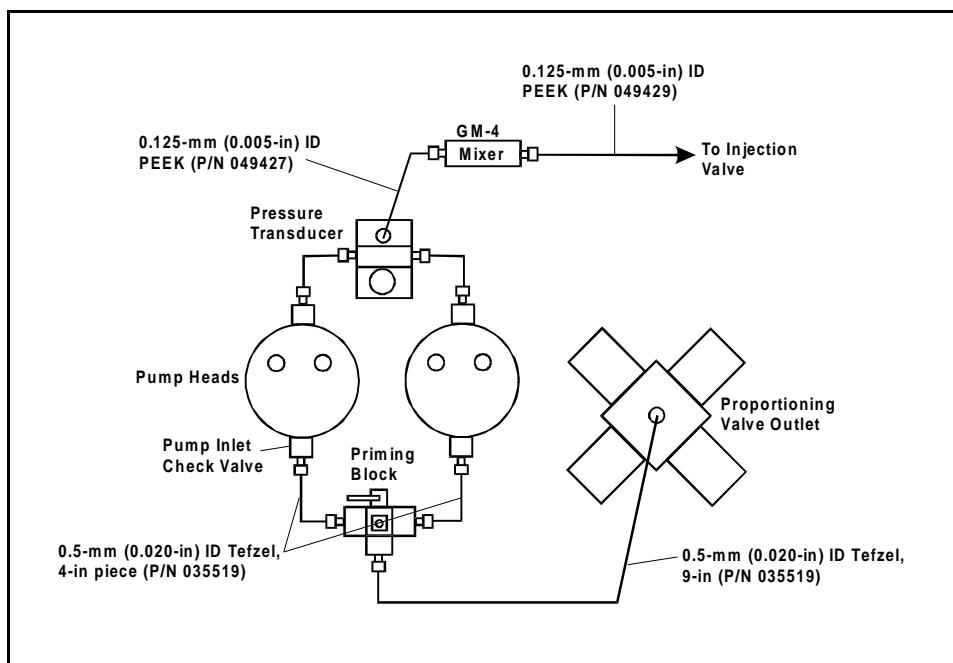 0.125-mm (0.005-in) ID
PEEK (P/N 049429)
0.125-mm (0.005-in) ID
PEEK (P/N 049427)
GM-4
Mixer
To Injection
Valve
Pressure
Transducer
Pump Heads
Proportioning
Valve Outlet
Pump Inlet
Check Valve
Priming
Block
0.5-mm (0.020-in) ID Tefzel,
4-in piece (P/N 035519)
0.5-mm (0.020-in) ID Tefzel,
9-in (P/N 035519)